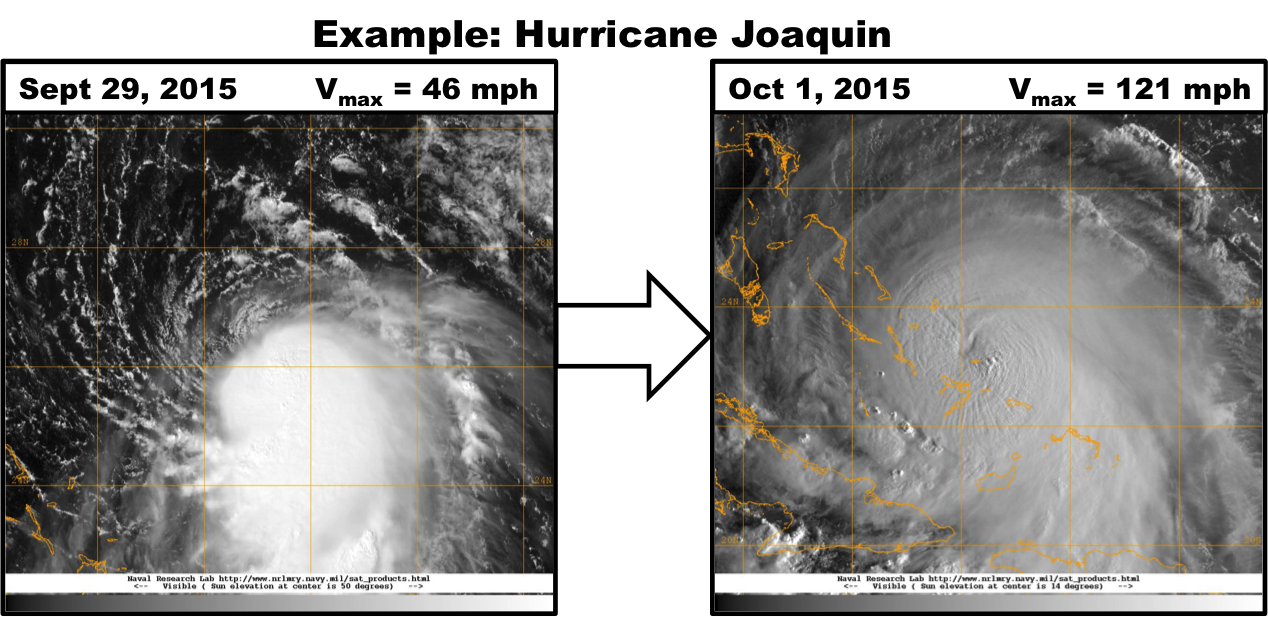 Example: Hurricane Joaquin
Sept 29, 2015 Vmax = 46 mph
28N 28N
24N 24N
Naval Research Lab http://www.nrlmry.navy.mil/sat_products.html
<-- Visible ( Sun elevation at center is 50 degrees) -->
Oct 1, 2015 Vmax = 121 mph
24N 24N
20N 20N
Naval Research Lab http://www.nrlmry.navy.mil/sat_products.html
<-- Visible ( Sun elevation at center is 14 degrees) -->